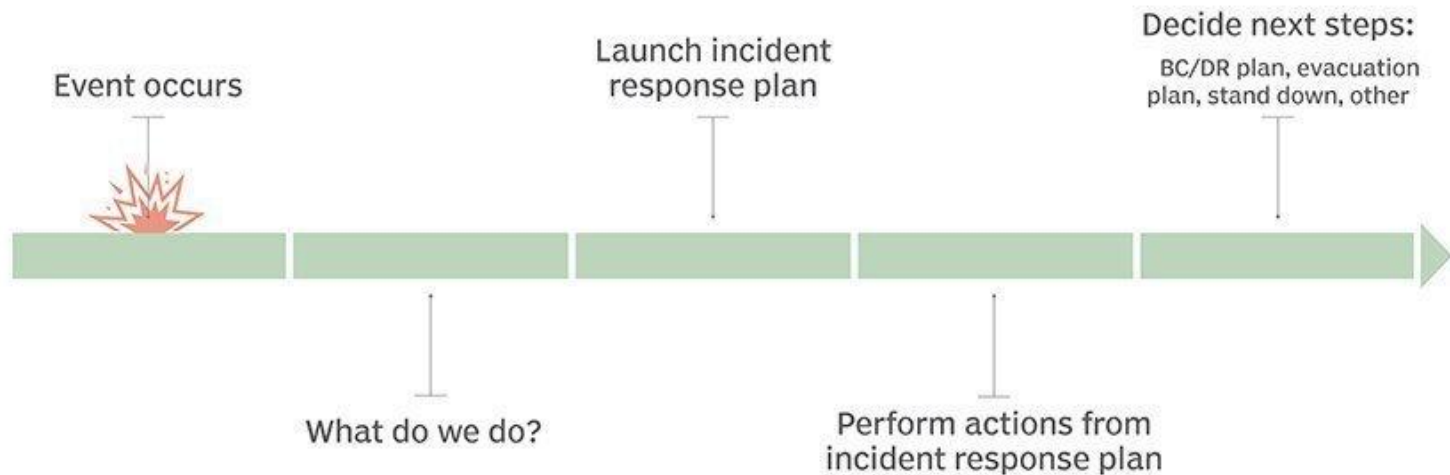 Event occurs
What do we do?
Launch incident
response plan
Perform actions from
incident response plan
Decide next steps:
BC/DR plan, evacuation
plan, stand down, other